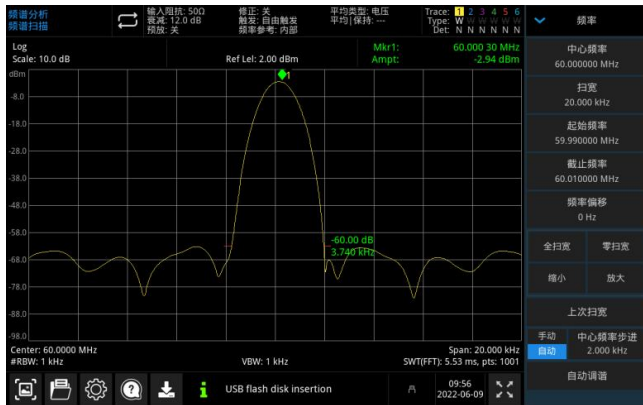 频谱分析
频谱扫描
输入阻抗: 50Ω
衰减: 12.0 dB
预放: 关
修正: 关
触发: 自由触发
频率参考: 内部
平均类型: 电压
平均|保持: ---
Trace: 1 2 3 4 5 6
Type: W W W W W W
Det: N N N N N N
Log
Scale: 10.0 dB
Ref Lel: 2.00 dBm
Mkr1: 60.000 30 MHz
Ampt: -2.94 dBm
dBm
-8.0
-18.0
-28.0
-38.0
-48.0
-58.0
-68.0
-78.0
-88.0
-98.0
1
-60.00 dB
3.740 kHz
Center: 60.0000 MHz
#RBW: 1 kHz
VBW: 1 kHz
Span: 20.000 kHz
SWT(FFT): 5.53 ms, pts: 1001
USB flash disk insertion
09:56
2022-06-09
频率
中心频率
60.000000 MHz
扫宽
20.000 kHz
起始频率
59.990000 MHz
截止频率
60.010000 MHz
频率偏移
0 Hz
全扫宽
零扫宽
缩小
放大
上次扫宽
手动
自动
中心频率步进
2.000 kHz
自动调谐